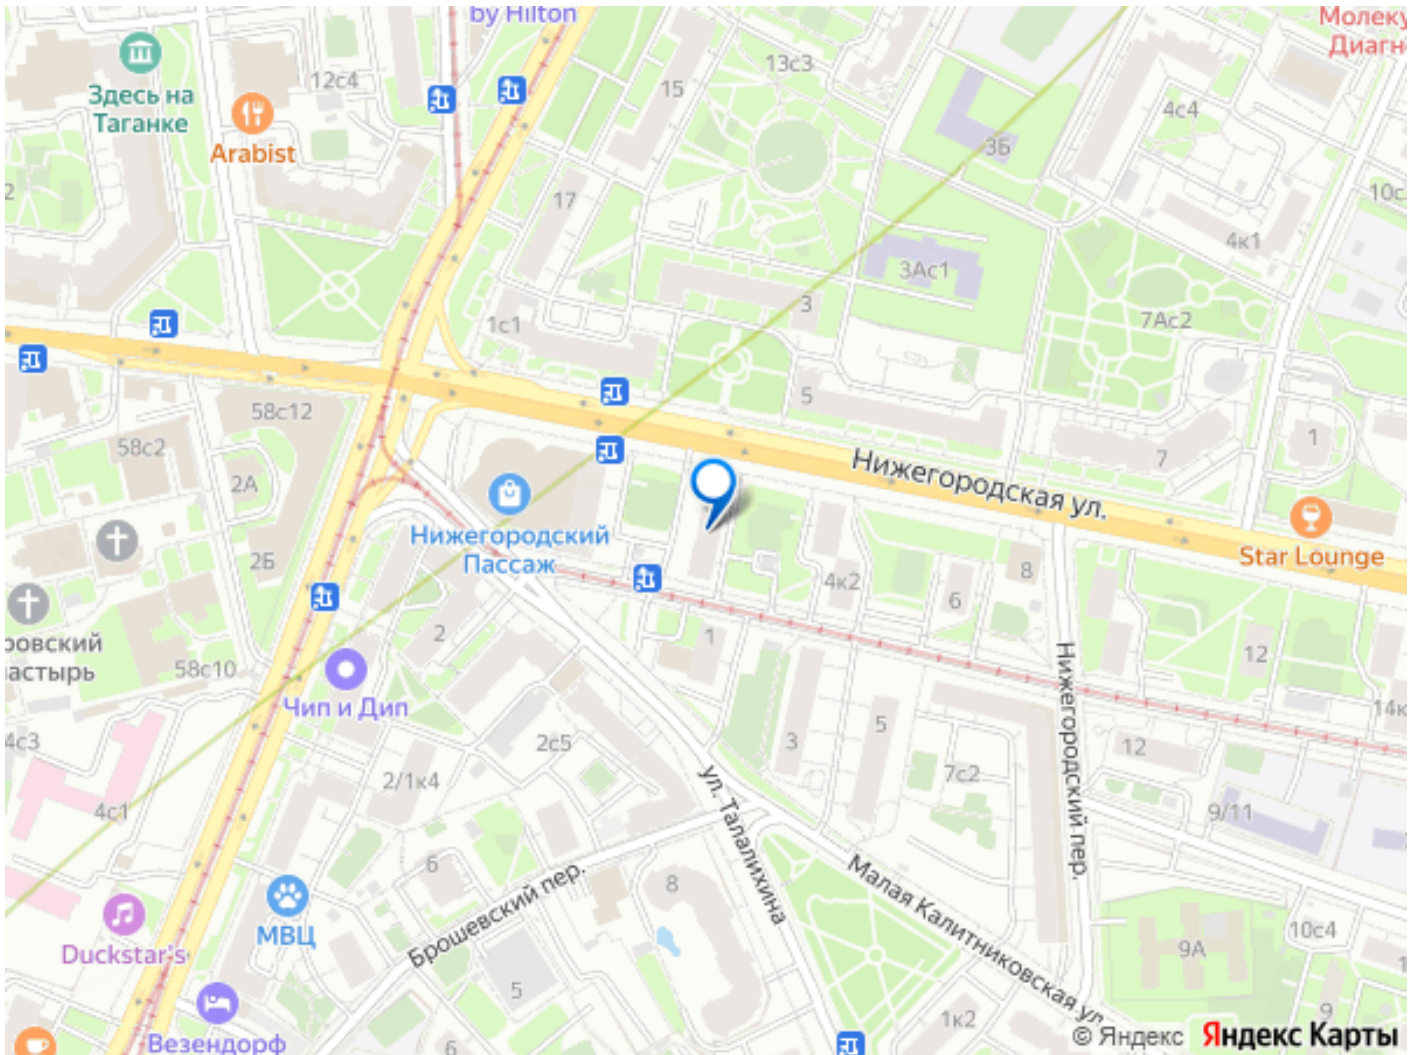 by Hilton
Молеку
Диагн
Здесь на
Таганке
12с4
Arabist
15
13с3
3Б
4с4
17
3Ас1
4к1
10с
2
1с1
3
7Ас2
5
58с12
58с2
2А
Нижегородская ул.
7
1
Нижегородский
Пассаж
Star Lounge
2Б
4к2
8
6
ровский
астырь
58с10
2
1
12
Чип и Дип
14к
4с3
2с5
3
5
12
Нижегородский пер.
2/1к4
7с2
4с1
9/11
ул. Талалихина
6
Брошевский пер.
8
Малая Калитниковская ул.
МВЦ
Duckstar's
9А
10с4
5
9
1
Везендорф
6
1к2
© Яндекс Яндекс Карты